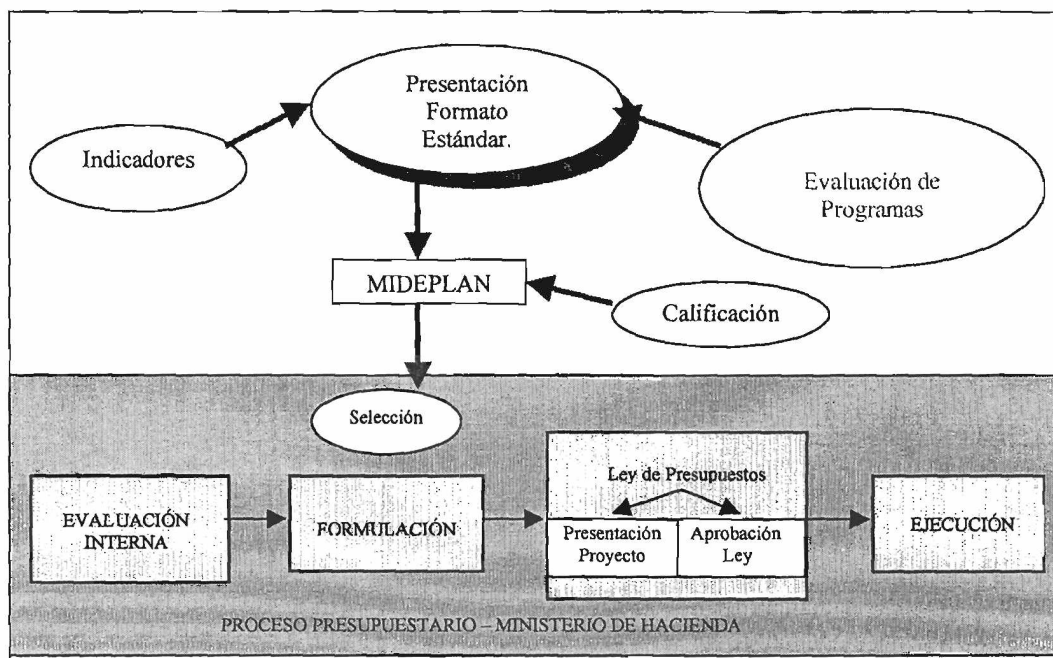 Presentación
Formato
Estándar.
Indicadores
Evaluación de
Programas
MIDEPLAN
Calificación
Selección
EVALUACIÓN
INTERNA
FORMULACIÓN
Ley de Presupuestos
Presentación
Proyecto
Aprobación
Ley
EJECUCIÓN
PROCESO PRESUPUESTARIO – MINISTERIO DE HACIENDA